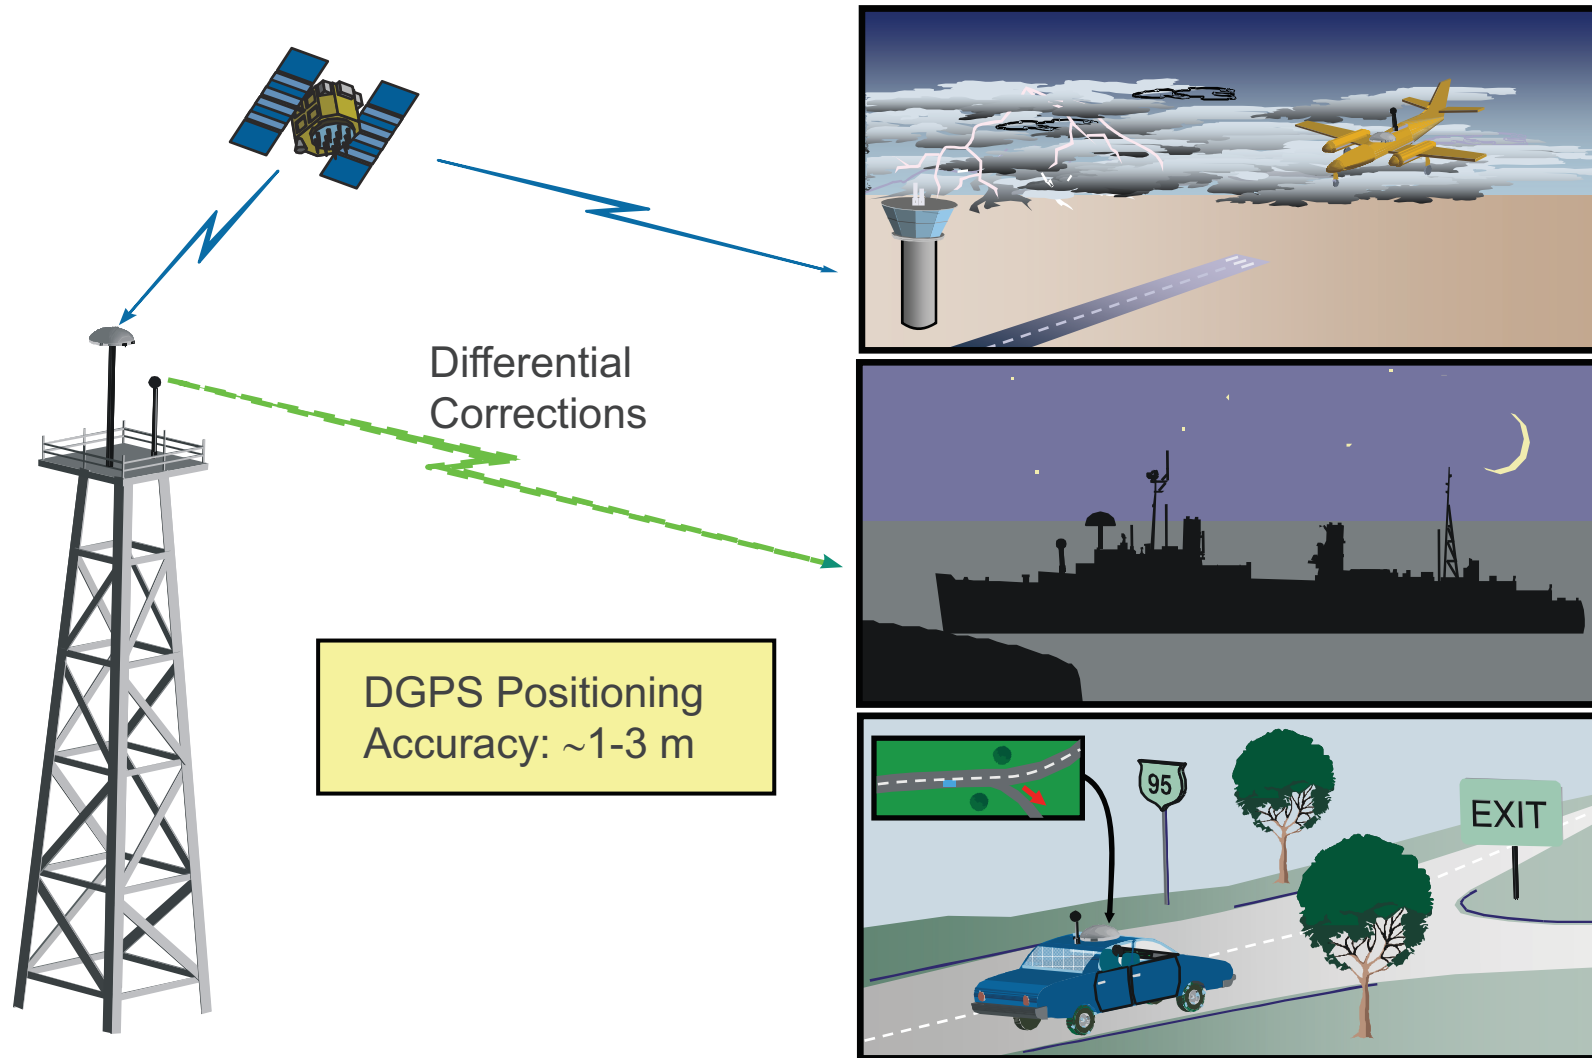 Differential
Corrections
DGPS Positioning
Accuracy: ~1-3 m
95
EXIT